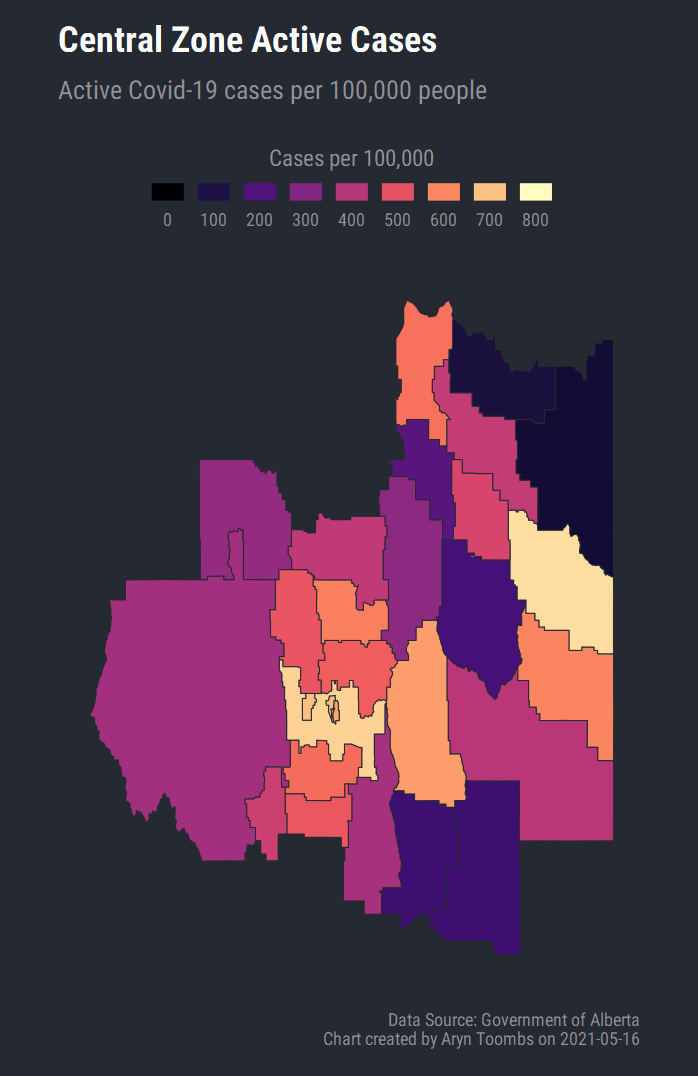 Central Zone Active Cases
Active Covid-19 cases per 100,000 people
Cases per 100,000
0 100 200 300 400 500 600 700 800
Data Source: Government of Alberta
Chart created by Aryn Toombs on 2021-05-16